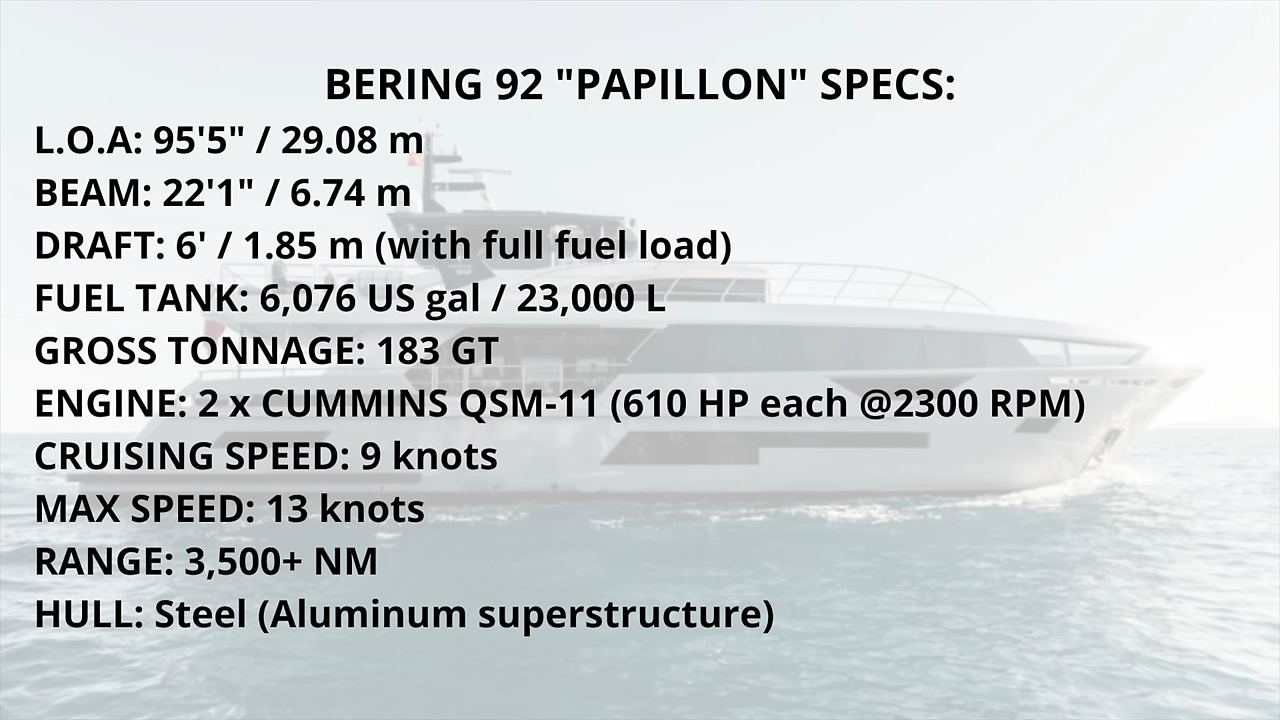 BERING 92 "PAPILLON" SPECS:
L.O.A: 95'5" / 29.08 m
BEAM: 22'1" / 6.74 m
DRAFT: 6' / 1.85 m (with full fuel load)
FUEL TANK: 6,076 US gal / 23,000 L
GROSS TONNAGE: 183 GT
ENGINE: 2 x CUMMINS QSM-11 (610 HP each @2300 RPM)
CRUISING SPEED: 9 knots
MAX SPEED: 13 knots
RANGE: 3,500+ NM
HULL: Steel (Aluminum superstructure)